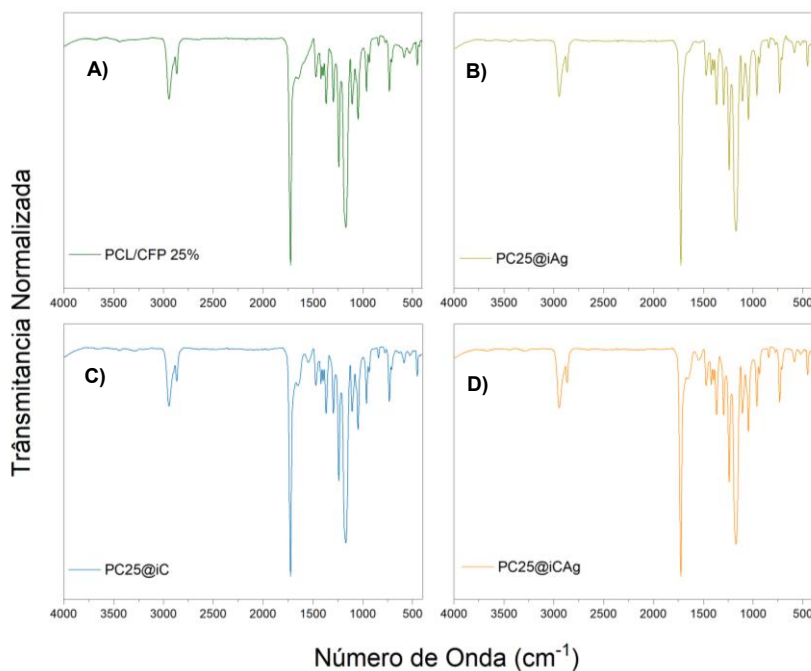 Trânsmitancia Normalizada
A)
PCL/CFP 25%
4000 3500 3000 2500 2000 1500 1000 500
B)
PC25@iAg
4000 3500 3000 2500 2000 1500 1000 500
C)
PC25@iC
4000 3500 3000 2500 2000 1500 1000 500
D)
PC25@iCAg
4000 3500 3000 2500 2000 1500 1000 500
Número de Onda (cm⁻¹)